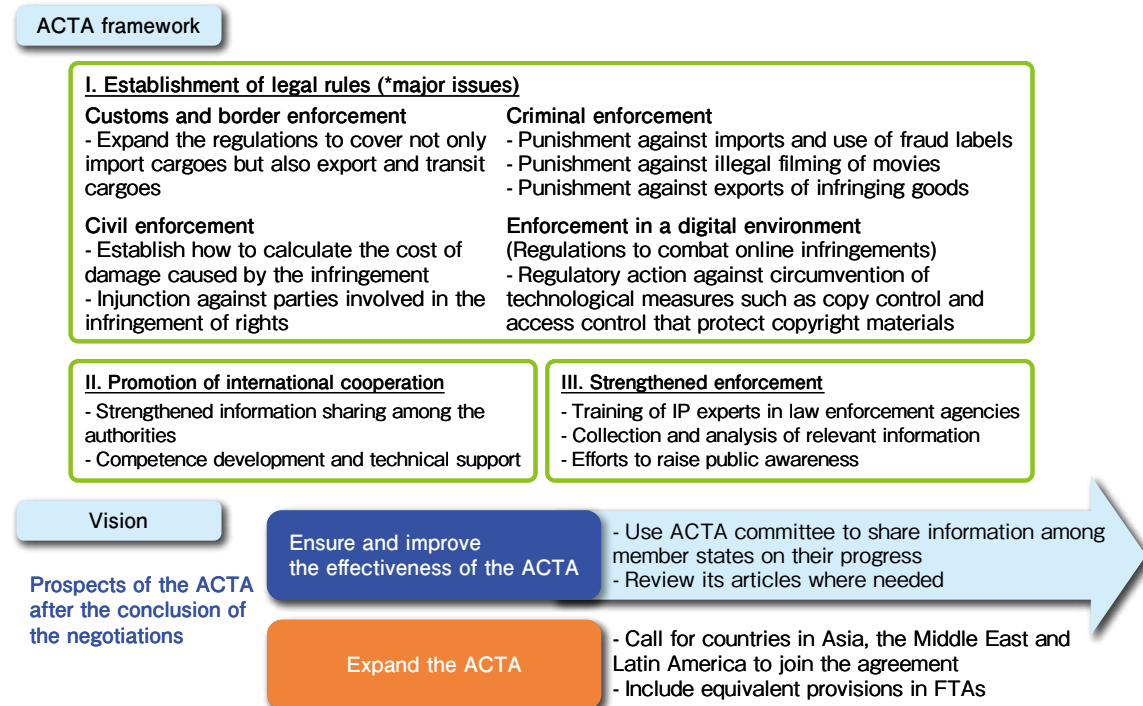 ACTA framework
I. Establishment of legal rules (*major issues)
Customs and border enforcement
- Expand the regulations to cover not only
import cargoes but also export and transit
cargoes
Criminal enforcement
- Punishment against imports and use of fraud labels
- Punishment against illegal filming of movies
- Punishment against exports of infringing goods
Civil enforcement
- Establish how to calculate the cost of
damage caused by the infringement
- Injunction against parties involved in the
infringement of rights
Enforcement in a digital environment
(Regulations to combat online infringements)
- Regulatory action against circumvention of
technological measures such as copy control and
access control that protect copyright materials
II. Promotion of international cooperation
- Strengthened information sharing among the
authorities
- Competence development and technical support
III. Strengthened enforcement
- Training of IP experts in law enforcement agencies
- Collection and analysis of relevant information
- Efforts to raise public awareness
Vision
Prospects of the ACTA
after the conclusion of
the negotiations
Ensure and improve
the effectiveness of the ACTA
- Use ACTA committee to share information among
member states on their progress
- Review its articles where needed
Expand the ACTA
- Call for countries in Asia, the Middle East and
Latin America to join the agreement
- Include equivalent provisions in FTAs